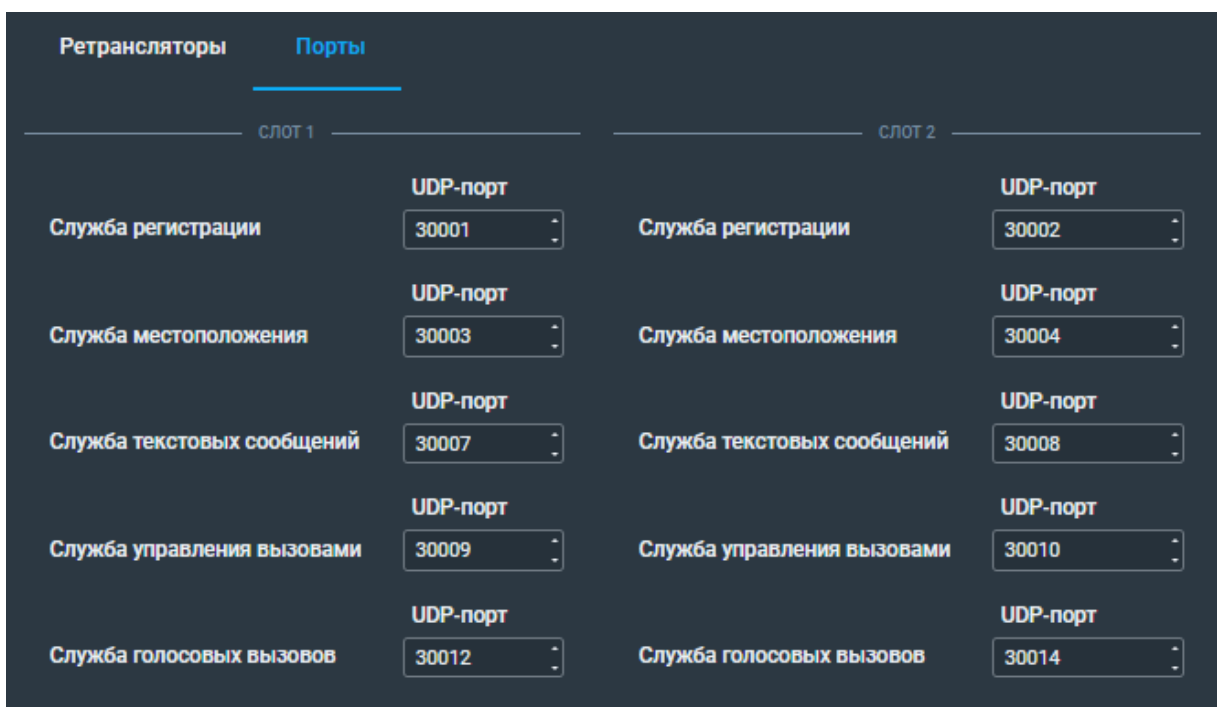 Ретрансляторы Порты
СЛОТ 1 СЛОТ 2
UDP-порт UDP-порт
Служба регистрации 30001 Служба регистрации 30002
UDP-порт UDP-порт
Служба местоположения 30003 Служба местоположения 30004
UDP-порт UDP-порт
Служба текстовых сообщений 30007 Служба текстовых сообщений 30008
UDP-порт UDP-порт
Служба управления вызовами 30009 Служба управления вызовами 30010
UDP-порт UDP-порт
Служба голосовых вызовов 30012 Служба голосовых вызовов 30014